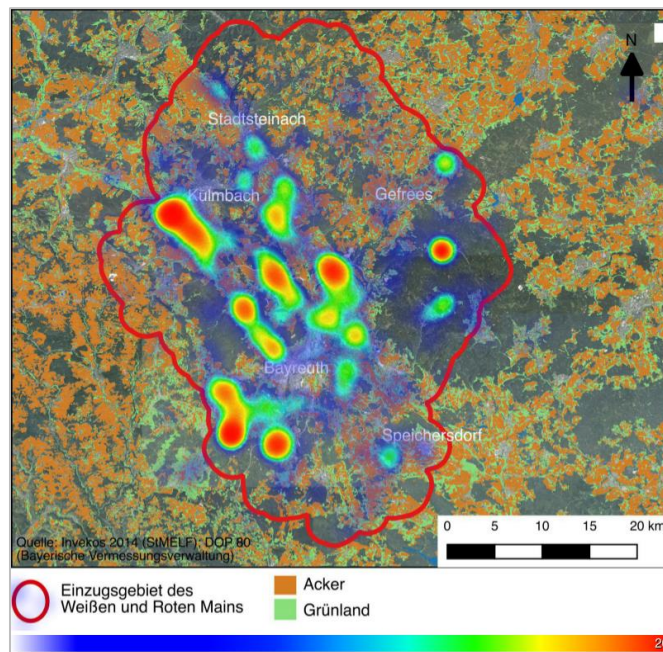 N
Stadtsteinach
Kulmbach
Gefrees
Bayreuth
Speichersdorf
Quelle: Invekos 2014 (StMELF); DOP 80
(Bayerische Vermessungsverwaltung)
0 5 10 15 20 km
Einzugsgebiet des
Weißen und Roten Mains
Acker
Grünland